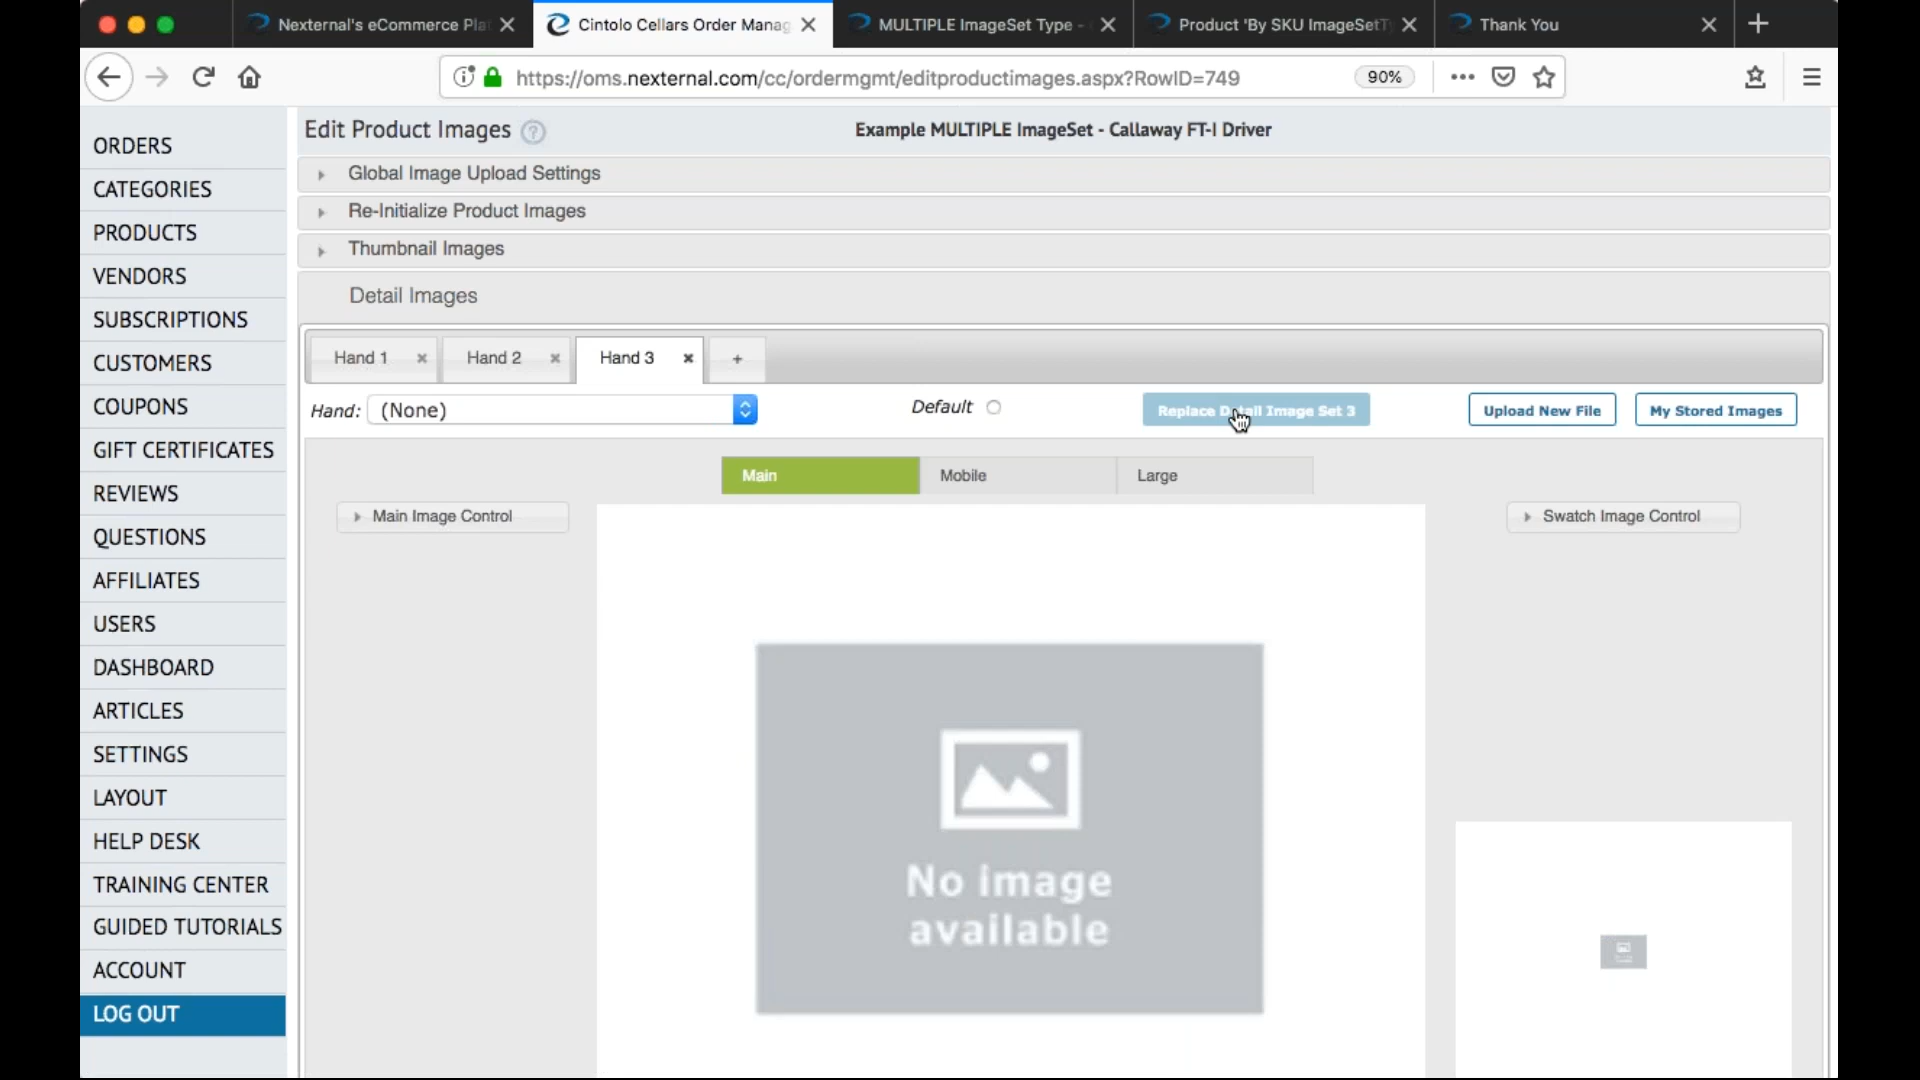 Nexternal's eCommerce Pla
Cintolo Cellars Order Manag
MULTIPLE ImageSet Type -
Product 'By SKU ImageSetTy
Thank You
https://oms.nexternal.com/cc/ordermgmt/editproductimages.aspx?RowID=749
90%
ORDERS
CATEGORIES
PRODUCTS
VENDORS
SUBSCRIPTIONS
CUSTOMERS
COUPONS
GIFT CERTIFICATES
REVIEWS
QUESTIONS
AFFILIATES
USERS
DASHBOARD
ARTICLES
SETTINGS
LAYOUT
HELP DESK
TRAINING CENTER
GUIDED TUTORIALS
ACCOUNT
LOG OUT
Edit Product Images ?
Example MULTIPLE ImageSet - Callaway FT-I Driver
Global Image Upload Settings
Re-Initialize Product Images
Thumbnail Images
Detail Images
Hand 1
Hand 2
Hand 3
+
Hand: (None)
Default
Replace Detail Image Set 3
Upload New File
My Stored Images
Main
Mobile
Large
Main Image Control
Swatch Image Control
No image
available